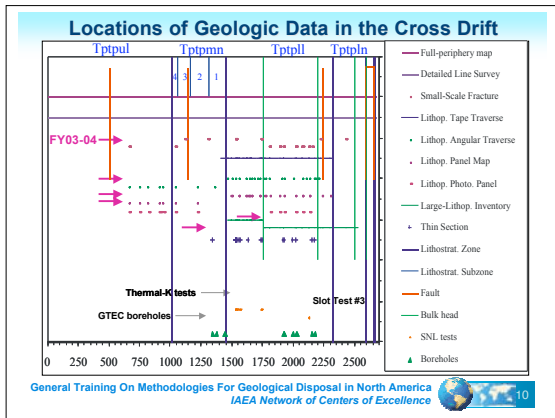 Locations of Geologic Data in the Cross Drift
Tptpul Tptpmn Tptpll Tptpln
4 3 2 1
FY03-04
Thermal-K tests
Slot Test #3
GTEC boreholes
0 250 500 750 1000 1250 1500 1750 2000 2250 2500
Full-periphery map
Detailed Line Survey
Small-Scale Fracture
Lithop. Tape Traverse
Lithop. Angular Traverse
Lithop. Panel Map
Lithop. Photo. Panel
Large-Lithop. Inventory
Thin Section
Lithostrat. Zone
Lithostrat. Subzone
Fault
Bulk head
SNL tests
Boreholes
General Training On Methodologies For Geological Disposal in North America
IAEA Network of Centers of Excellence
10